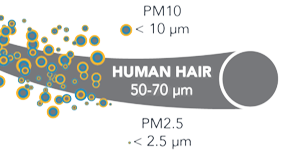 PM10
< 10 µm
HUMAN HAIR
50-70 µm
PM2.5
< 2.5 µm